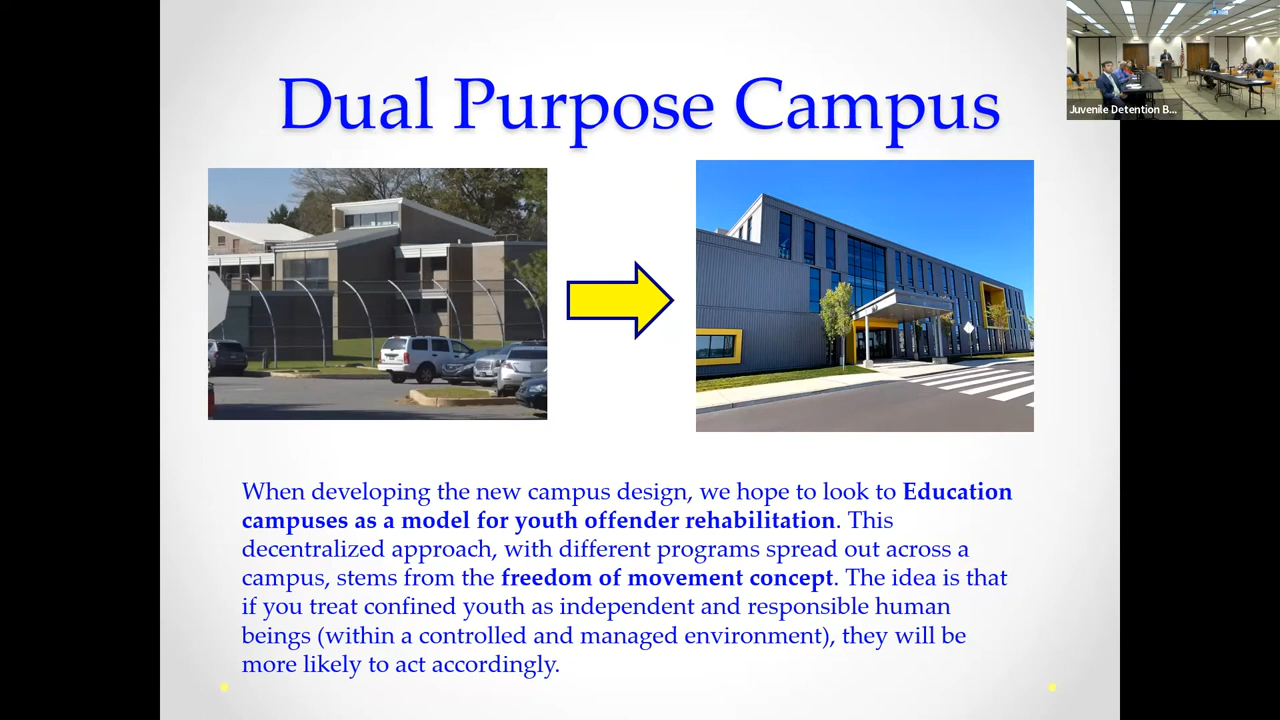 Dual Purpose Campus
Juvenile Detention B...
When developing the new campus design, we hope to look to Education
campuses as a model for youth offender rehabilitation. This
decentralized approach, with different programs spread out across a
campus, stems from the freedom of movement concept. The idea is that
if you treat confined youth as independent and responsible human
beings (within a controlled and managed environment), they will be
more likely to act accordingly.